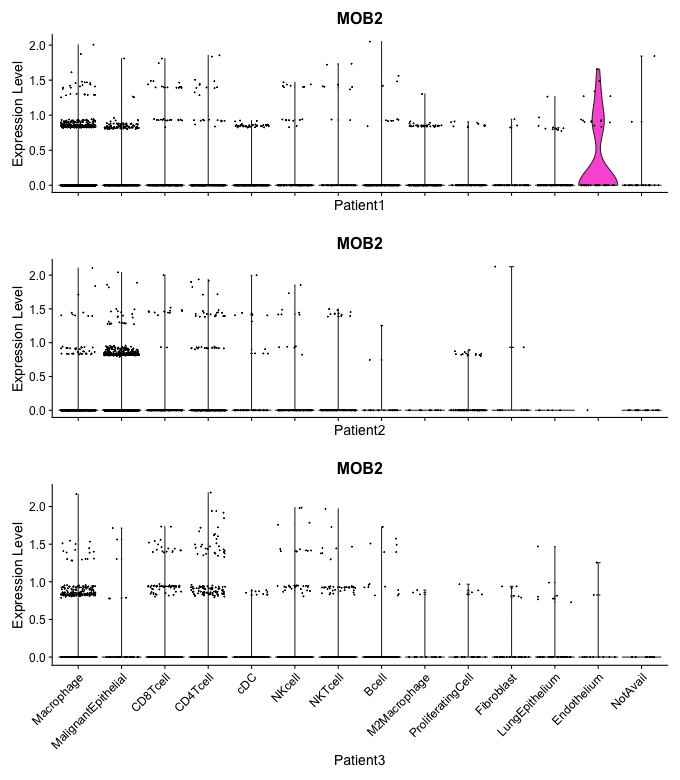 MOB2
Expression Level
2.0
1.5
1.0
0.5
0.0
Patient1
MOB2
Expression Level
2.0
1.5
1.0
0.5
0.0
Patient2
MOB2
Expression Level
2.0
1.5
1.0
0.5
0.0
Macrophage
MalignantEpithelial
CD8Tcell
CD4Tcell
cDC
NKcell
NKTcell
Bcell
M2Macrophage
ProliferatingCell
Fibroblast
LungEpithelium
Endothelium
NotAvail
Patient3